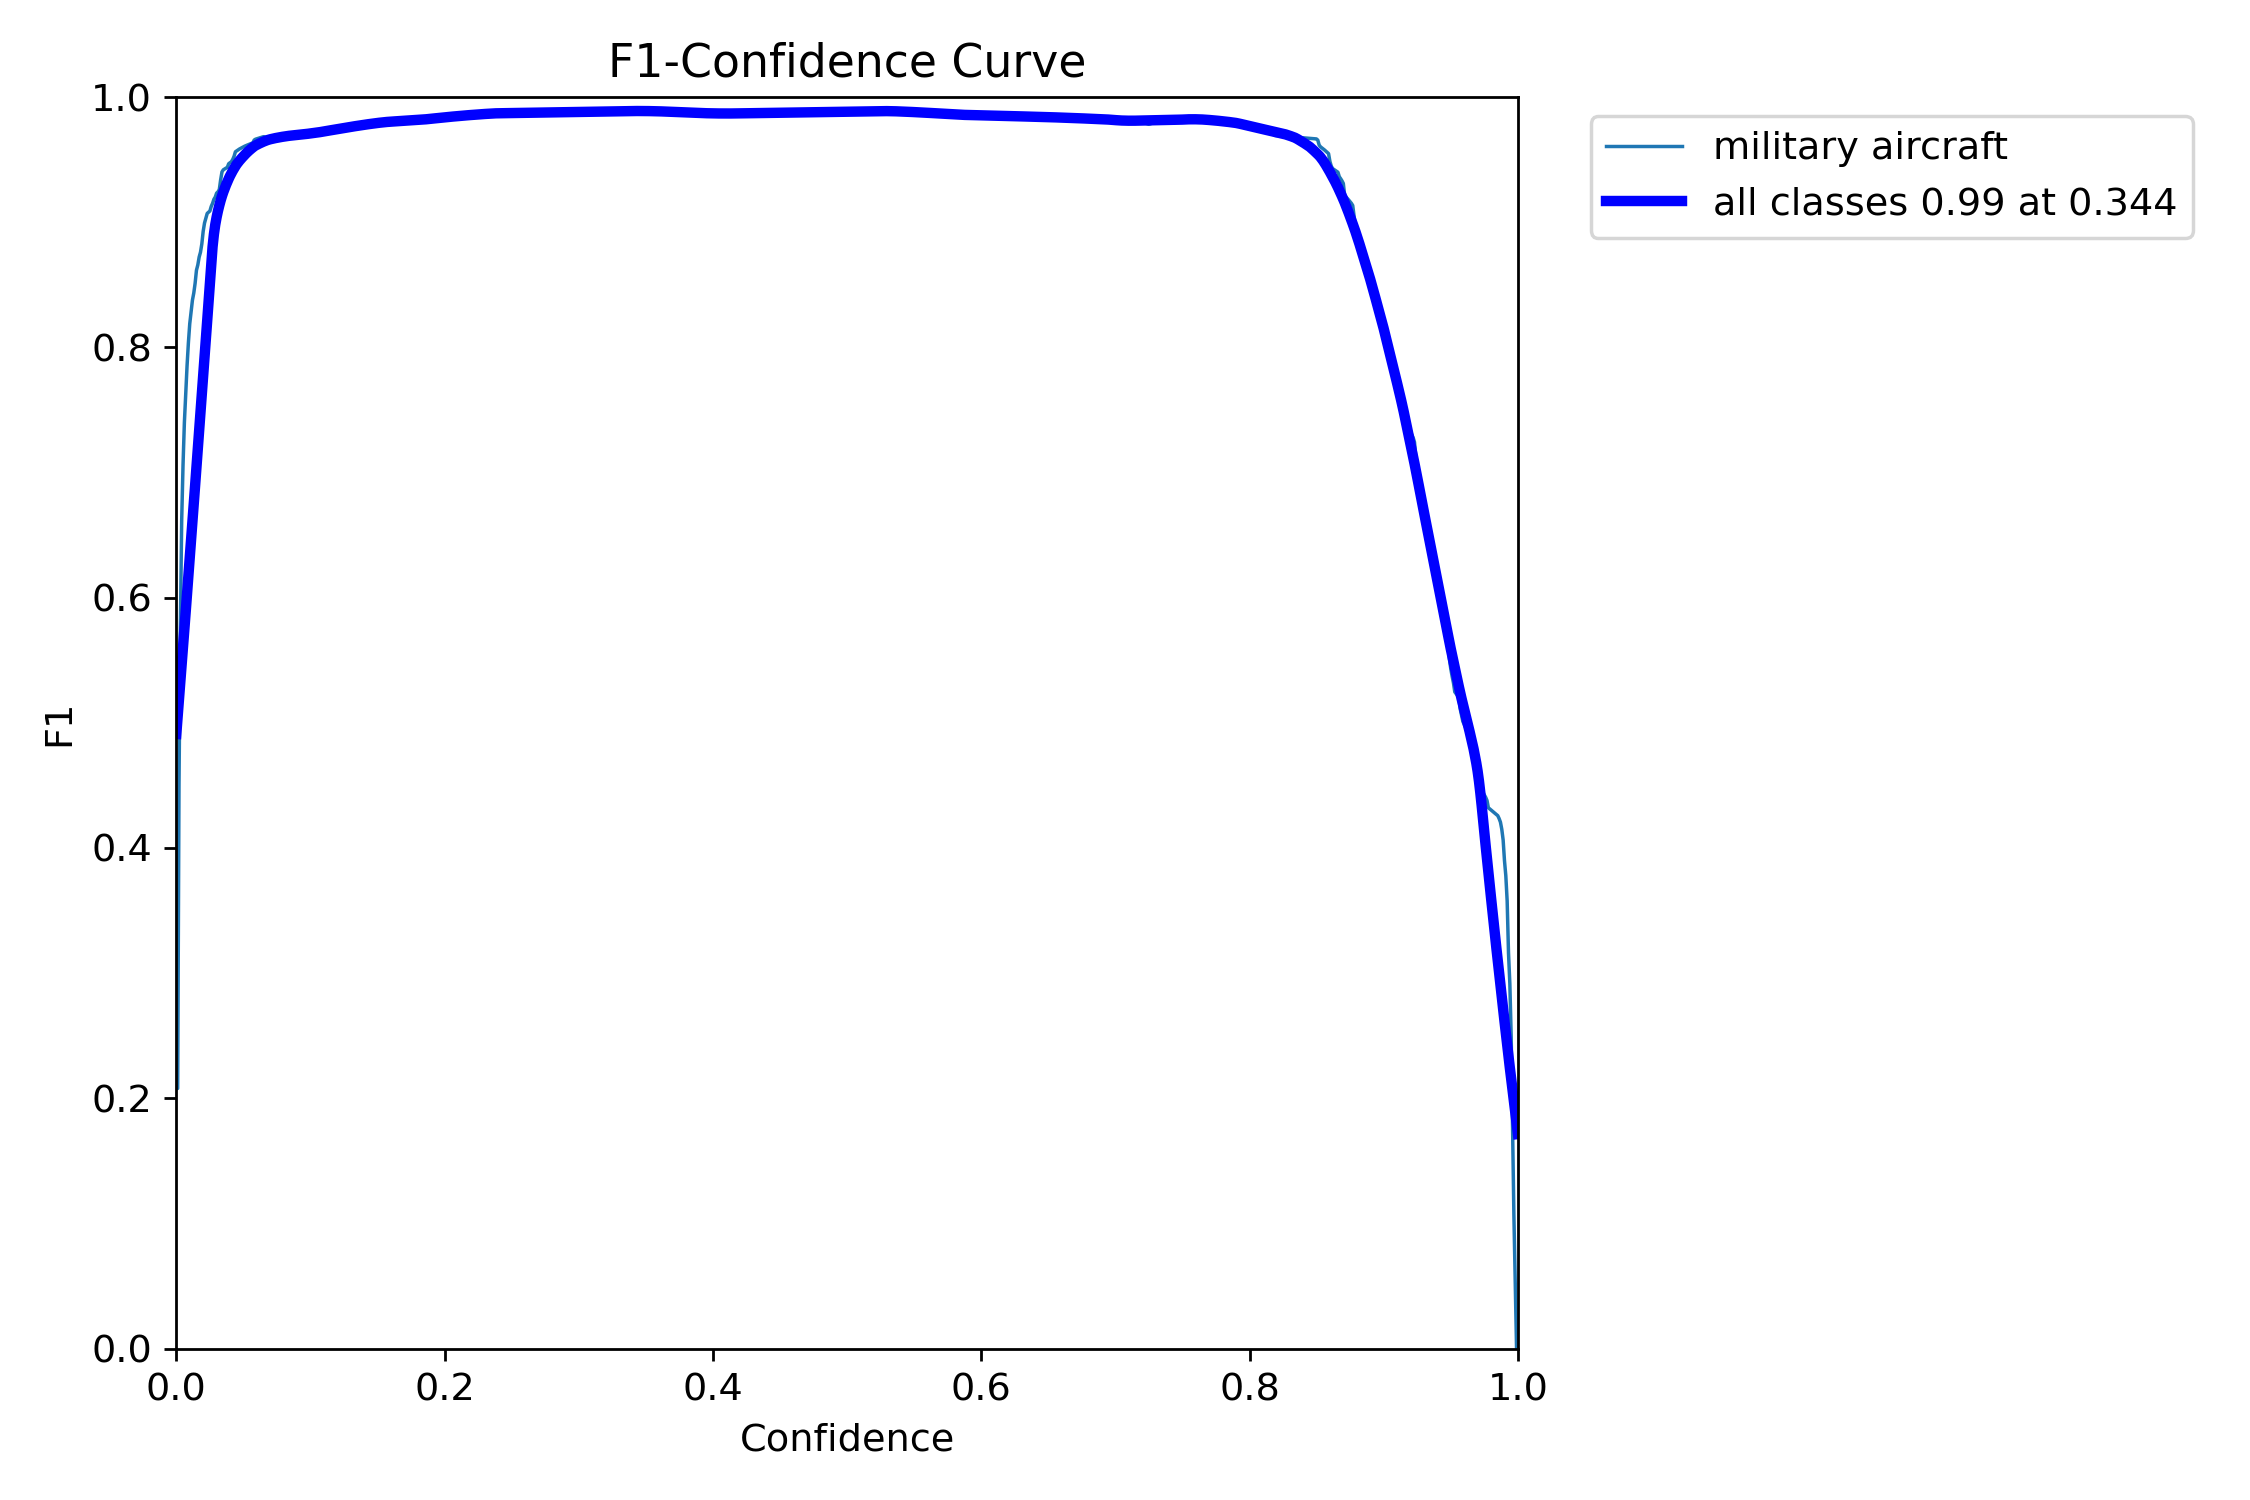 F1-Confidence Curve
1.0
0.8
0.6
0.4
0.2
0.0
F1
0.0 0.2 0.4 0.6 0.8 1.0
Confidence
military aircraft
all classes 0.99 at 0.344